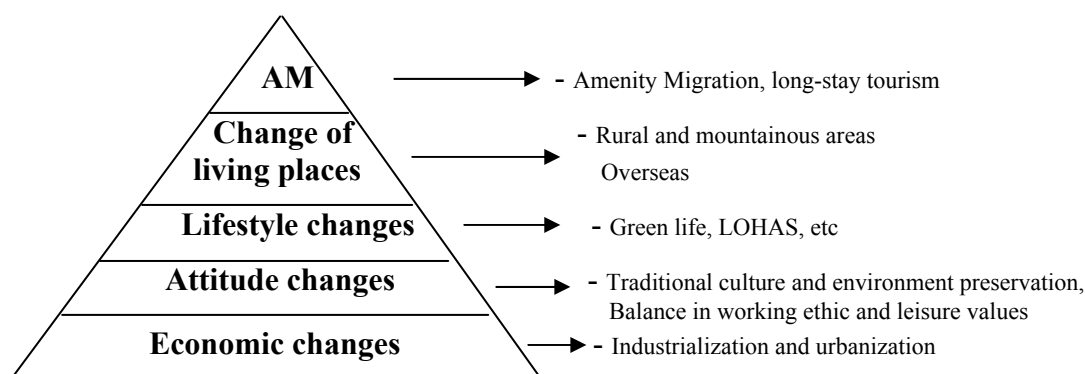 AM
- Amenity Migration, long-stay tourism
Change of
living places
- Rural and mountainous areas
Overseas
Lifestyle changes
- Green life, LOHAS, etc
Attitude changes
- Traditional culture and environment preservation,
Balance in working ethic and leisure values
Economic changes
- Industrialization and urbanization